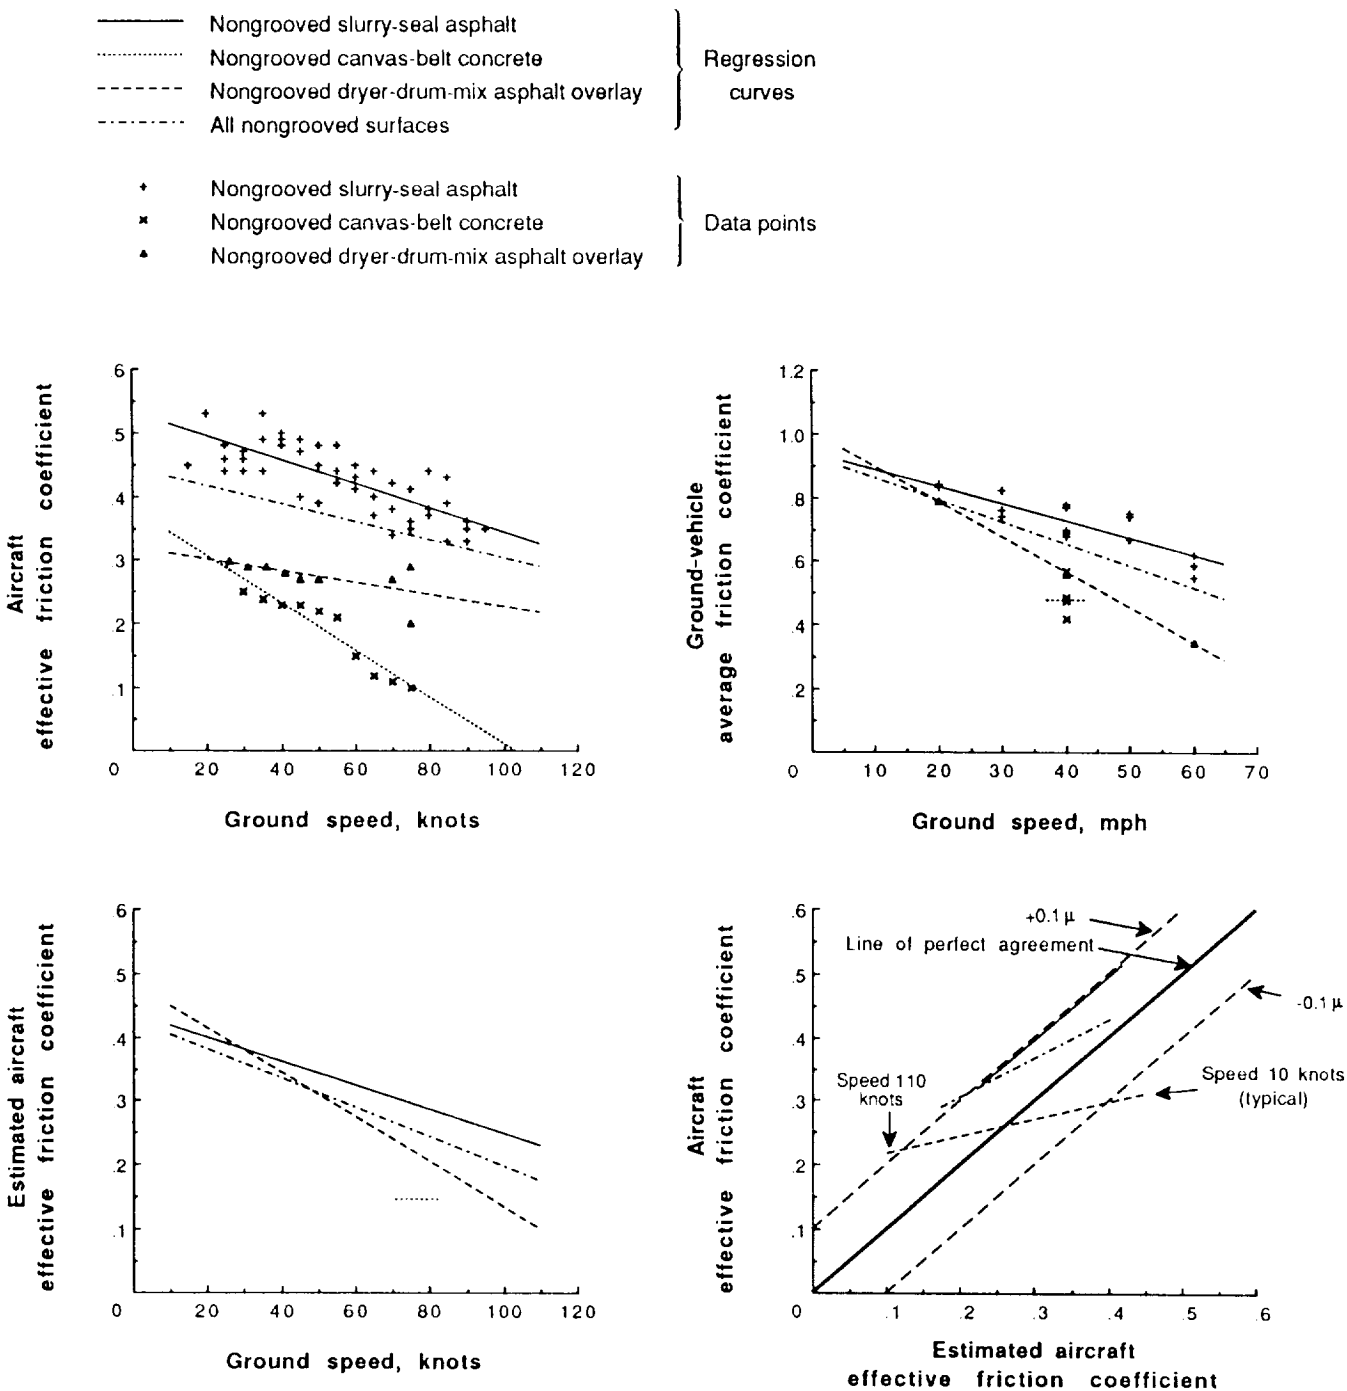 Nongrooved slurry-seal asphalt
Nongrooved canvas-belt concrete
Nongrooved dryer-drum-mix asphalt overlay
All nongrooved surfaces
Regression
curves
Nongrooved slurry-seal asphalt
Nongrooved canvas-belt concrete
Nongrooved dryer-drum-mix asphalt overlay
Data points
Aircraft
effective friction coefficient
.6
.5
.4
.3
.2
.1
0 20 40 60 80 100 120
Ground speed, knots
Ground-vehicle
average friction coefficient
1.2
1.0
.8
.6
.4
.2
0 10 20 30 40 50 60 70
Ground speed, mph
Estimated aircraft
effective friction coefficient
.6
.5
.4
.3
.2
.1
0 20 40 60 80 100 120
Ground speed, knots
Aircraft
effective friction coefficient
.6
.5
.4
.3
.2
.1
+0.1 μ
Line of perfect agreement
-0.1 μ
Speed 110
knots
Speed 10 knots
(typical)
0 .1 .2 .3 .4 .5 .6
Estimated aircraft
effective friction coefficient